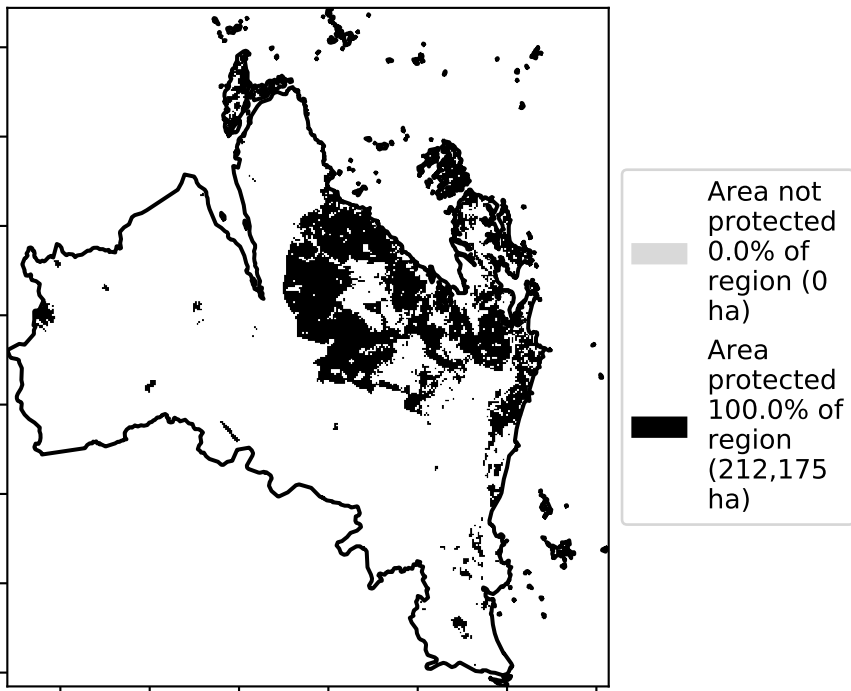 Area not
protected
0.0% of
region (0
ha)
Area
protected
100.0% of
region
(212,175
ha)